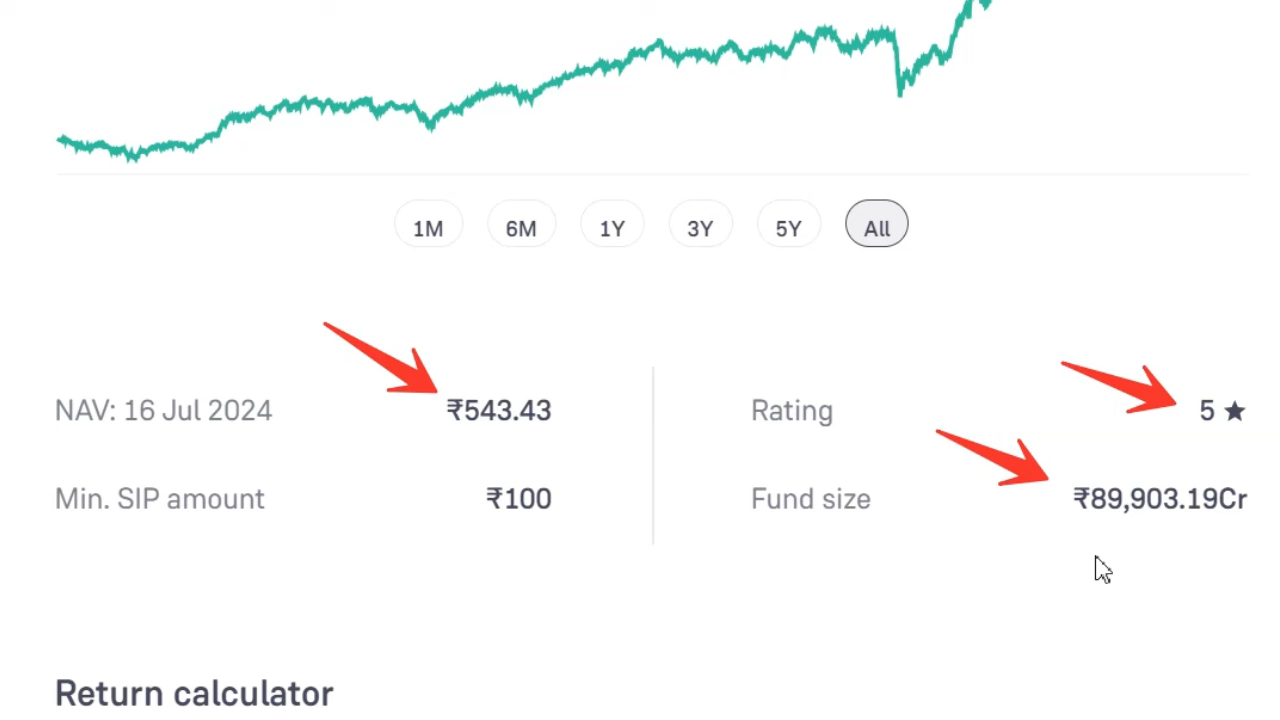 1M 6M 1Y 3Y 5Y All
NAV: 16 Jul 2024 ₹543.43 Rating 5 ★
Min. SIP amount ₹100 Fund size ₹89,903.19Cr
Return calculator